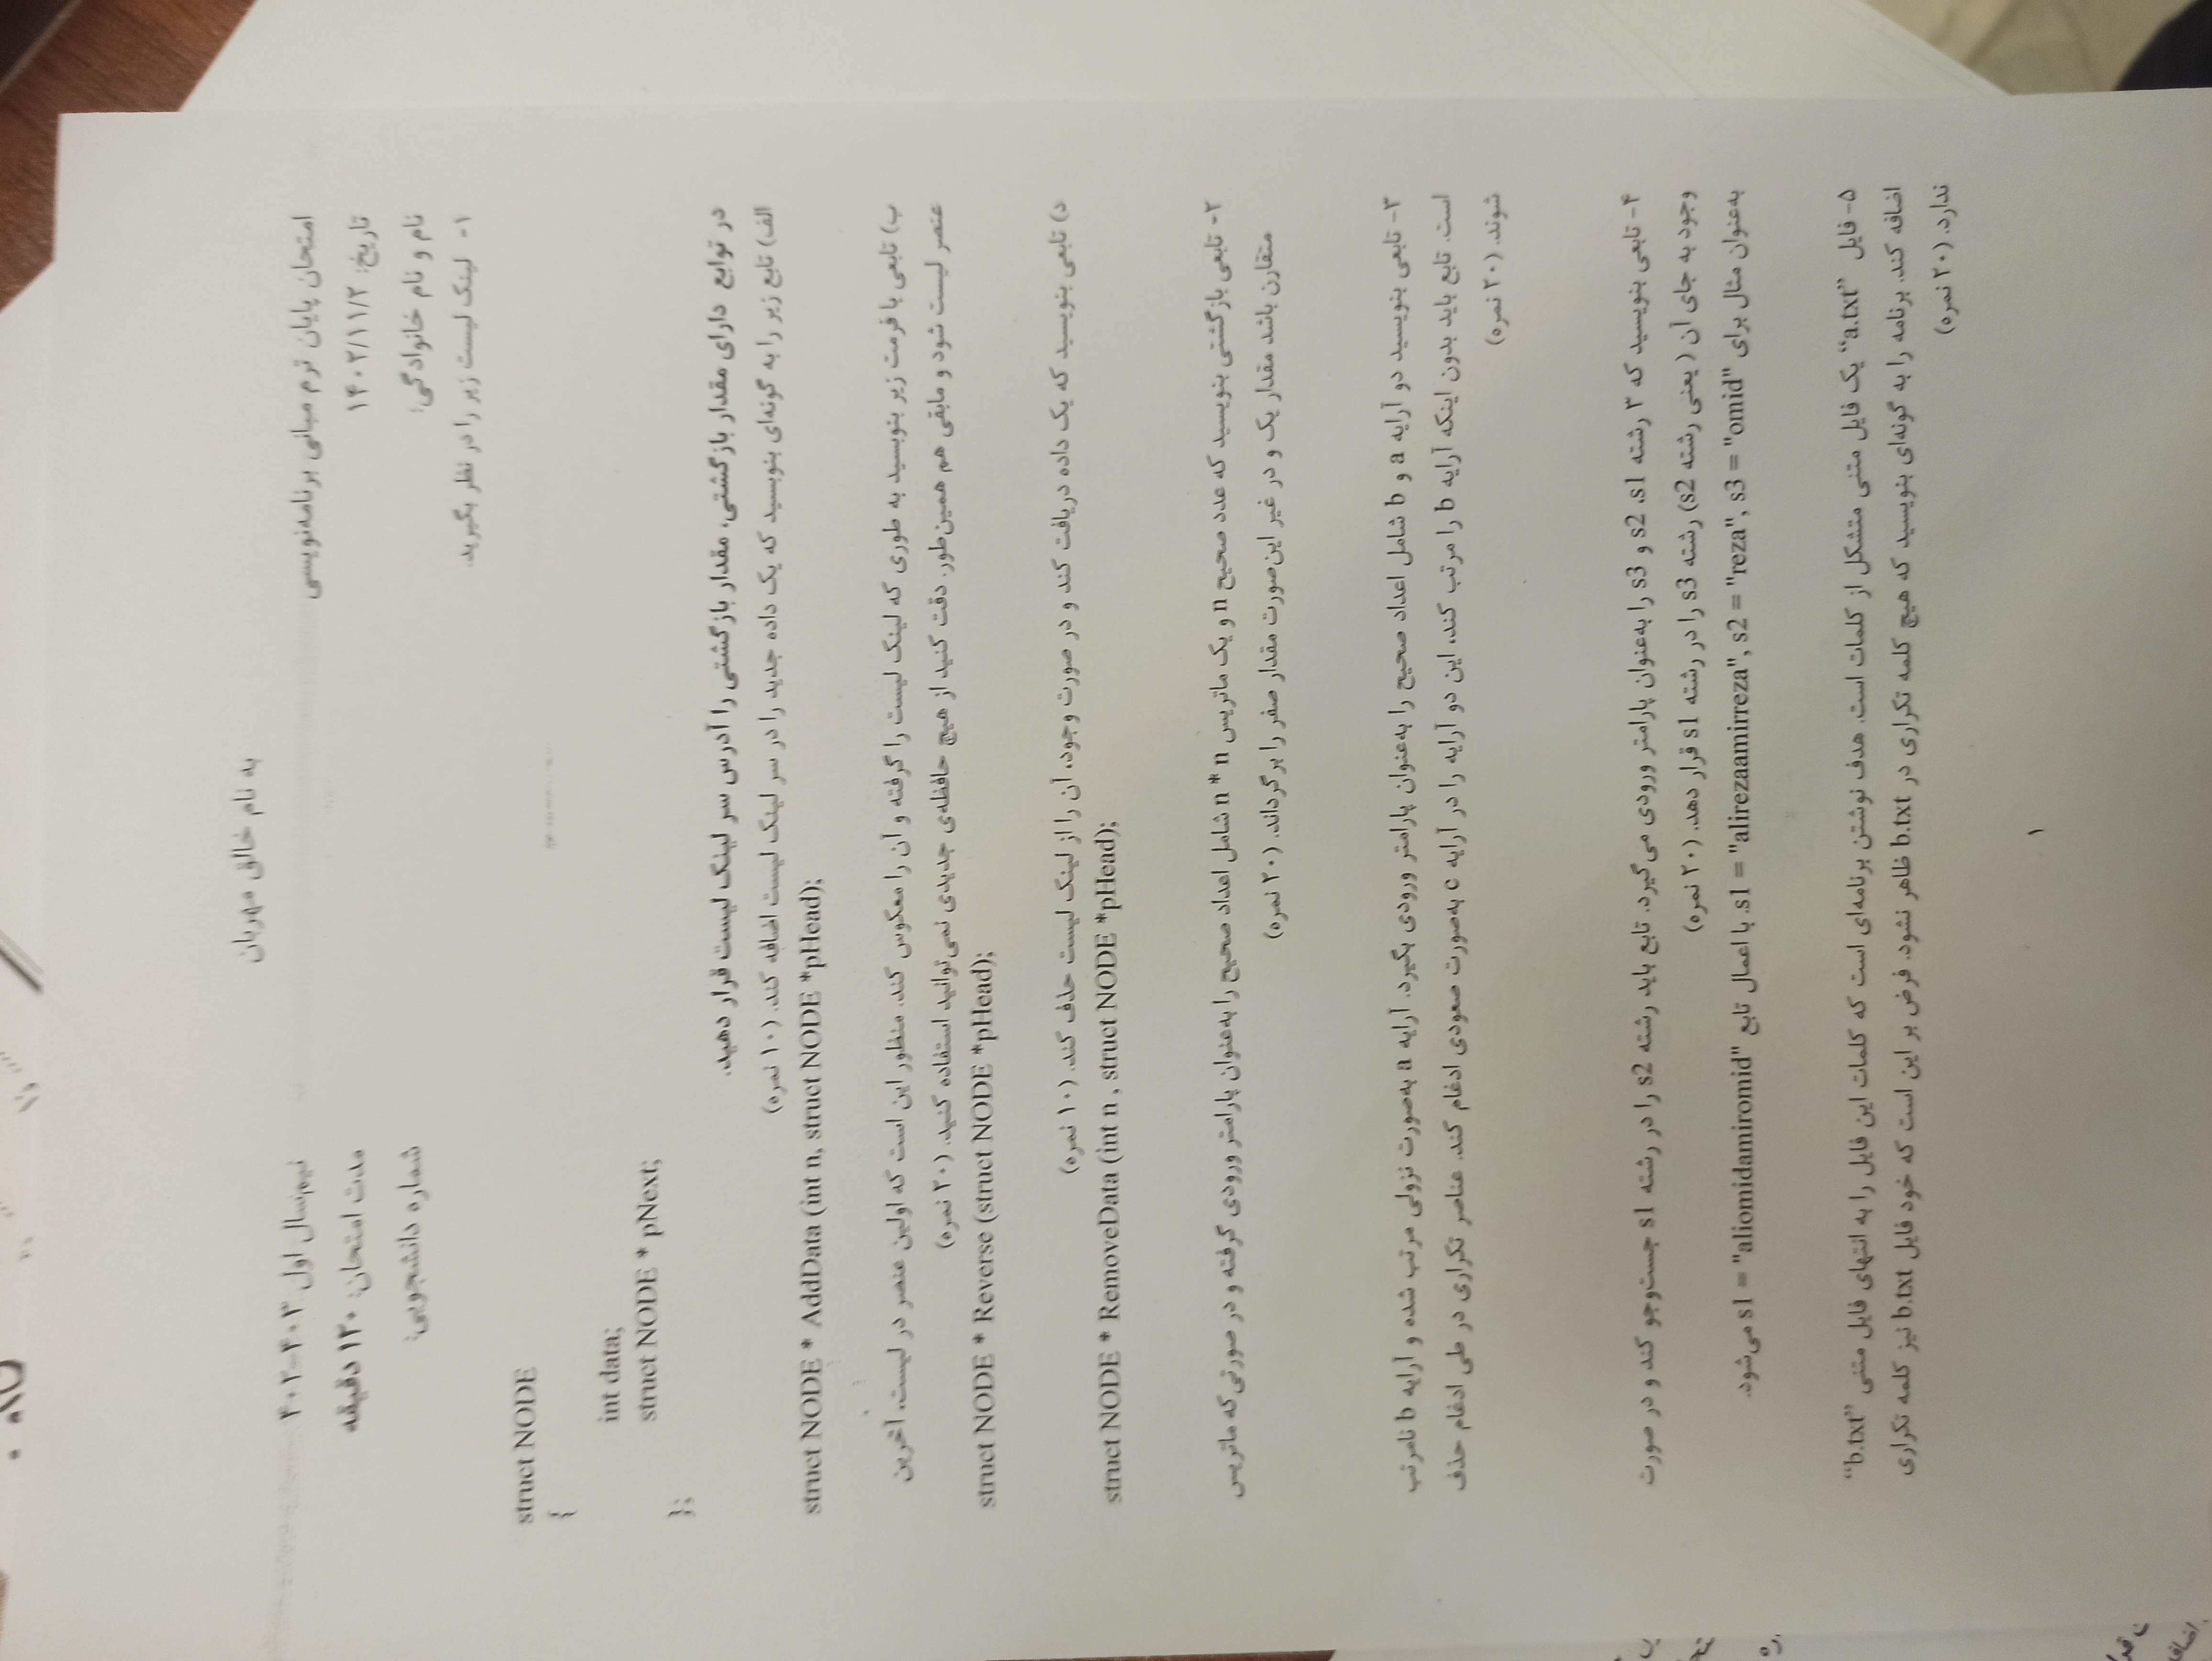 به نام خالق مهربان
امتحان پایان ترم مبانی برنامه‌نویسی
نیم‌سال اول ۴۰۳-۴۰۲
تاریخ: ۱۴۰۲/۱۱/۲
مدت امتحان: ۱۲۰ دقیقه
نام و نام خانوادگی:
شماره دانشجویی:
۱- لینک لیست زیر را در نظر بگیرید.
struct NODE
{
int data;
struct NODE * pNext;
};
در توابع دارای مقدار بازگشتی، مقدار بازگشتی را آدرس سر لینک لیست قرار دهید.
الف) تابع زیر را به گونه‌ای بنویسید که یک داده جدید را در سر لینک لیست اضافه کند. (۱۰ نمره)
struct NODE * AddData (int n, struct NODE *pHead);
ب) تابعی با فرمت زیر بنویسید به طوری که لینک لیست را گرفته و آن را معکوس کند. منظور این است که اولین عنصر در لیست، آخرین
عنصر لیست شود و مابقی هم همین‌طور. دقت کنید از هیچ حافظه‌ی جدیدی نمی‌توانید استفاده کنید. (۲۰ نمره)
struct NODE * Reverse (struct NODE *pHead);
د) تابعی بنویسید که یک داده دریافت کند و در صورت وجود، آن را از لینک لیست حذف کند. (۱۰ نمره)
struct NODE * RemoveData (int n , struct NODE *pHead);
۲- تابعی بازگشتی بنویسید که عدد صحیح n و یک ماتریس n * n شامل اعداد صحیح را به‌عنوان پارامتر ورودی گرفته و در صورتی‌که ماتریس
متقارن باشد مقدار یک و در غیر این‌صورت مقدار صفر را برگرداند. (۲۰ نمره)
۳- تابعی بنویسید دو آرایه a و b شامل اعداد صحیح را به‌عنوان پارامتر ورودی بگیرد. آرایه a به‌صورت نزولی مرتب شده و آرایه b نامرتب
است. تابع باید بدون اینکه آرایه b را مرتب کند، این دو آرایه را در آرایه c به‌صورت صعودی ادغام کند. عناصر تکراری در طی ادغام حذف
شوند. (۲۰ نمره)
۴- تابعی بنویسید که ۳ رشته s1، s2 و s3 را به‌عنوان پارامتر ورودی می‌گیرد. تابع باید رشته s2 را در رشته s1 جست‌وجو کند و در صورت
وجود به جای آن ( یعنی رشته s2) رشته s3 را در رشته s1 قرار دهد. (۲۰ نمره)
به‌عنوان مثال برای s1 = "alirezaamirreza", s2 = "reza", s3 = "omid". با اعمال تابع s1 = "aliomidamiromid" می‌شود.
۵- فایل “a.txt” یک فایل متنی متشکل از کلمات است. هدف نوشتن برنامه‌ای است که کلمات این فایل را به انتهای فایل متنی “b.txt”
اضافه کند. برنامه را به گونه‌ای بنویسید که هیچ کلمه تکراری در b.txt ظاهر نشود. فرض بر این است که خود فایل b.txt نیز کلمه تکراری
ندارد. (۲۰ نمره)
۱